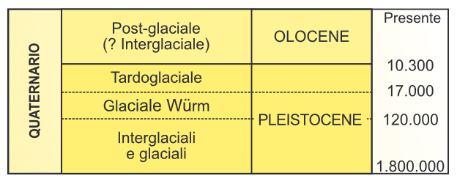 QUATERNARIO
Post-glaciale
(? Interglaciale)
OLOCENE
Presente
10.300
Tardoglaciale
17.000
Glaciale Würm
PLEISTOCENE
120.000
Interglaciali
e glaciali
1.800.000